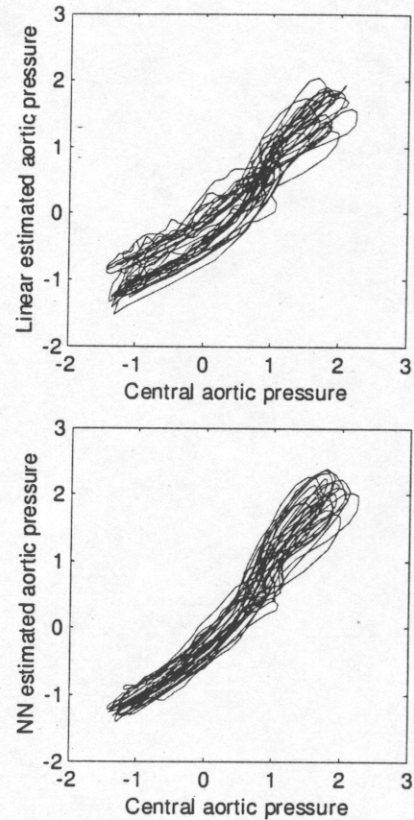 3
2
1
0
-1
-2
Linear estimated aortic pressure
-2 -1 0 1 2 3
Central aortic pressure
3
2
1
0
-1
-2
NN estimated aortic pressure
-2 -1 0 1 2 3
Central aortic pressure